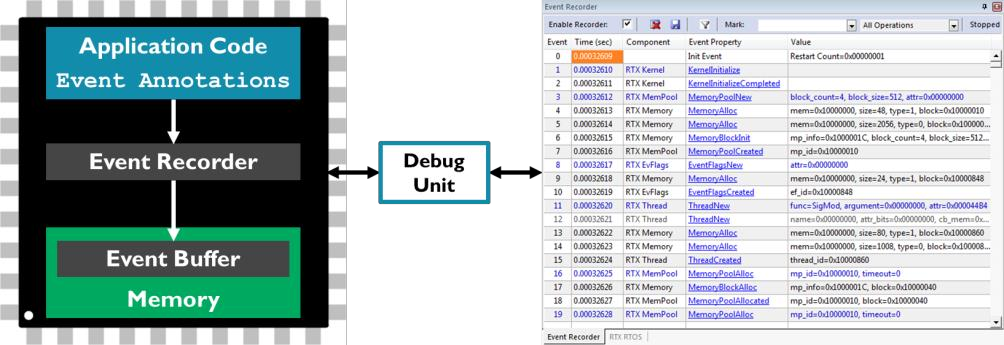 Application Code
Event Annotations
Event Recorder
Event Buffer
Memory
Debug
Unit
Event Recorder
Enable Recorder: Mark: All Operations Stopped
Event Time (sec) Component Event Property Value
0 0.00032609 Init Event Restart Count=0x00000001
1 0.00032610 RTX Kernel KernelInitialize
2 0.00032611 RTX Kernel KernelInitializeCompleted
3 0.00032612 RTX MemPool MemoryPoolNew block_count=4, block_size=512, attr=0x00000000
4 0.00032613 RTX Memory MemoryAlloc mem=0x10000000, size=48, type=1, block=0x10000010
5 0.00032614 RTX Memory MemoryAlloc mem=0x10000000, size=2056, type=0, block=0x100000...
6 0.00032615 RTX Memory MemoryBlockInit mp_info=0x1000001C, block_count=4, block_size=512...
7 0.00032616 RTX MemPool MemoryPoolCreated mp_id=0x10000010
8 0.00032617 RTX EvFlags EventFlagsNew attr=0x00000000
9 0.00032618 RTX Memory MemoryAlloc mem=0x10000000, size=24, type=1, block=0x10000848
10 0.00032619 RTX EvFlags EventFlagsCreated ef_id=0x10000848
11 0.00032620 RTX Thread ThreadNew func=SigMod, argument=0x00000000, attr=0x000044B4
12 0.00032621 RTX Thread ThreadNew name=0x00000000, attr_bits=0x00000000, cb_mem=0x...
13 0.00032622 RTX Memory MemoryAlloc mem=0x10000000, size=80, type=1, block=0x10000860
14 0.00032623 RTX Memory MemoryAlloc mem=0x10000000, size=1008, type=0, block=0x100008...
15 0.00032624 RTX Thread ThreadCreated thread_id=0x10000860
16 0.00032625 RTX MemPool MemoryPoolAlloc mp_id=0x10000010, timeout=0
17 0.00032626 RTX Memory MemoryBlockAlloc mp_info=0x1000001C, block=0x10000040
18 0.00032627 RTX MemPool MemoryPoolAllocated mp_id=0x10000010, block=0x10000040
19 0.00032628 RTX MemPool MemoryPoolAlloc mp_id=0x10000010, timeout=0
Event Recorder RTX RTOS